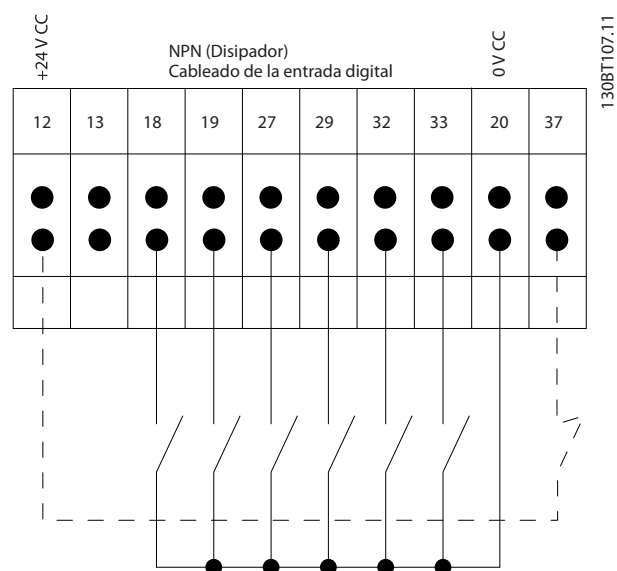 +24 V CC
NPN (Disipador)
Cableado de la entrada digital
0 V CC
130BT107.11
12 13 18 19 27 29 32 33 20 37